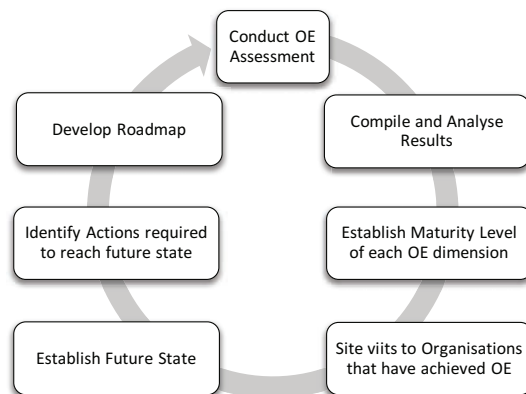 Conduct OE
Assessment
Compile and Analyse
Results
Establish Maturity Level
of each OE dimension
Site viits to Organisations
that have achieved OE
Establish Future State
Identify Actions required
to reach future state
Develop Roadmap